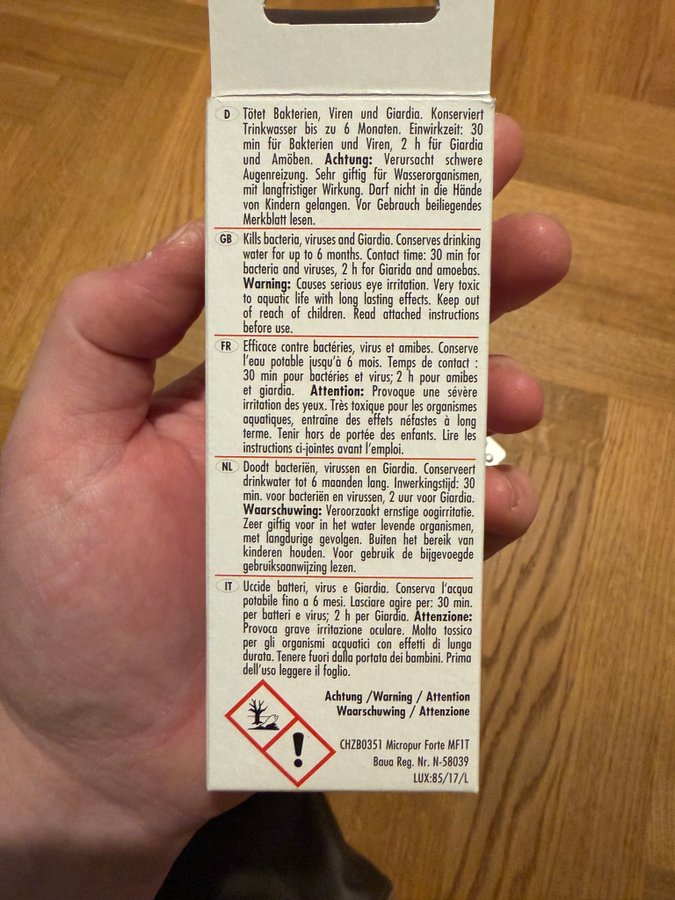 D Tötet Bakterien, Viren und Giardia. Konserviert
Trinkwasser bis zu 6 Monaten. Einwirkzeit: 30
min für Bakterien und Viren, 2 h für Giardia
und Amöben. Achtung: Verursacht schwere
Augenreizung. Sehr giftig für Wasserorganismen,
mit langfristiger Wirkung. Darf nicht in die Hände
von Kindern gelangen. Vor Gebrauch beiliegendes
Merkblatt lesen.
GB Kills bacteria, viruses and Giardia. Conserves drinking
water for up to 6 months. Contact time: 30 min for
bacteria and viruses, 2 h for Giarida and amoebas.
Warning: Causes serious eye irritation. Very toxic
to aquatic life with long lasting effects. Keep out
of reach of children. Read attached instructions
before use.
FR Efficace contre bactéries, virus et amibes. Conserve
l'eau potable jusqu'à 6 mois. Temps de contact :
30 min pour bactéries et virus; 2 h pour amibes
et giardia. Attention: Provoque une sévère
irritation des yeux. Très toxique pour les organismes
aquatiques, entraîne des effets néfastes à long
terme. Tenir hors de portée des enfants. Lire les
instructions ci-jointes avant l'emploi.
NL Doodt bacteriën, virussen en Giardia. Conserveert
drinkwater tot 6 maanden lang. Inwerkingstijd: 30
min. voor bacteriën en virussen, 2 uur voor Giardia.
Waarschuwing: Veroorzaakt ernstige oogirritatie.
Zeer giftig voor in het water levende organismen,
met langdurige gevolgen. Buiten het bereik van
kinderen houden. Voor gebruik de bijgevoegde
gebruiksaanwijzing lezen.
IT Uccide batteri, virus e Giardia. Conserva l'acqua
potabile fino a 6 mesi. Lasciare agire per: 30 min.
per batteri e virus; 2 h per Giardia. Attenzione:
Provoca grave irritazione oculare. Molto tossico
per gli organismi acquatici con effetti di lunga
durata. Tenere fuori dalla portata dei bambini. Prima
dell'uso leggere il foglio.
Achtung /Warning / Attention
Waarschuwing / Attenzione
CHZB0351 Micropur Forte MF1T
Baua Reg. Nr. N-58039
LUX:85/17/L